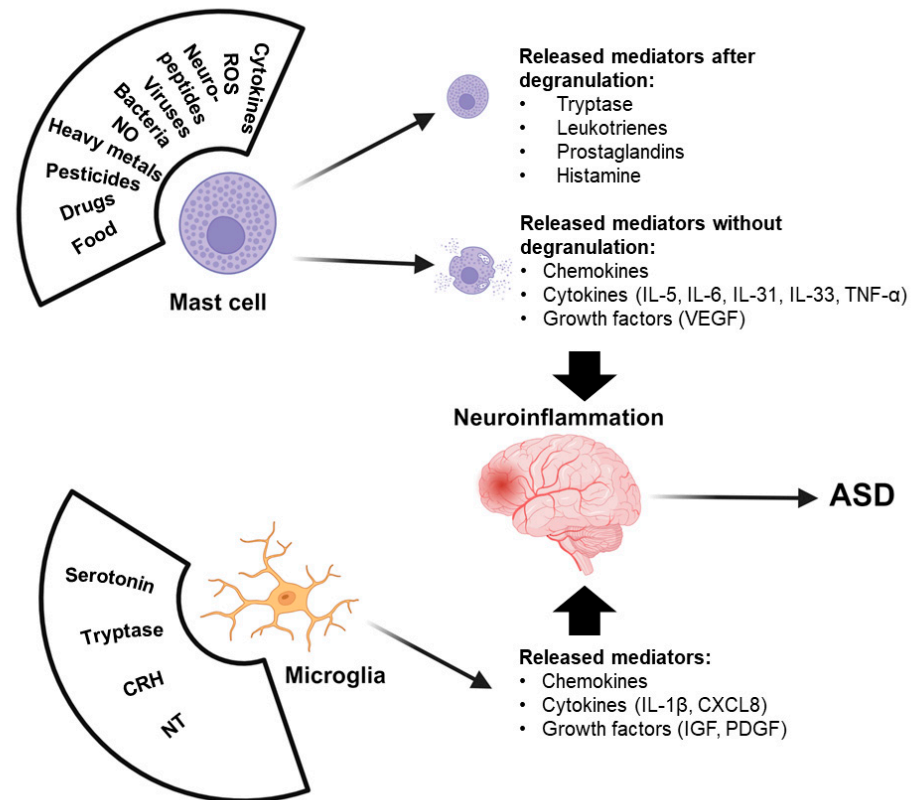 Cytokines
ROS
Neuro-
peptides
Viruses
Bacteria
NO
Heavy metals
Pesticides
Drugs
Food
Mast cell
Released mediators after
degranulation:
• Tryptase
• Leukotrienes
• Prostaglandins
• Histamine
Released mediators without
degranulation:
• Chemokines
• Cytokines (IL-5, IL-6, IL-31, IL-33, TNF-α)
• Growth factors (VEGF)
Neuroinflammation
ASD
Serotonin
Tryptase
CRH
NT
Microglia
Released mediators:
• Chemokines
• Cytokines (IL-1β, CXCL8)
• Growth factors (IGF, PDGF)